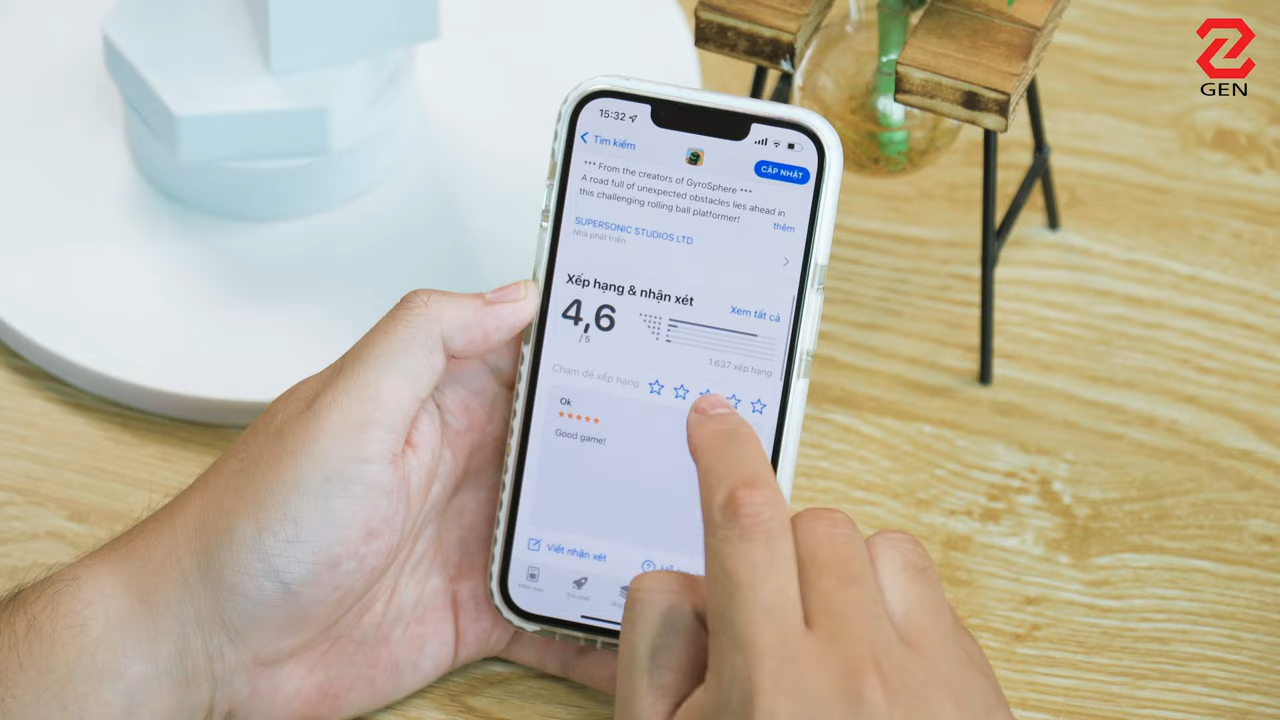 GEN
15:32
Tìm kiếm
CẬP NHẬT
*** From the creators of GyroSphere ***
A road full of unexpected obstacles lies ahead in
this challenging rolling ball platformer!
thêm
SUPERSONIC STUDIOS LTD
Nhà phát triển
Xếp hạng & nhận xét
Xem tất cả
4,6
/5
1.637 xếp hạng
Chạm để xếp hạng
Ok
Good game!
Viết nhận xét